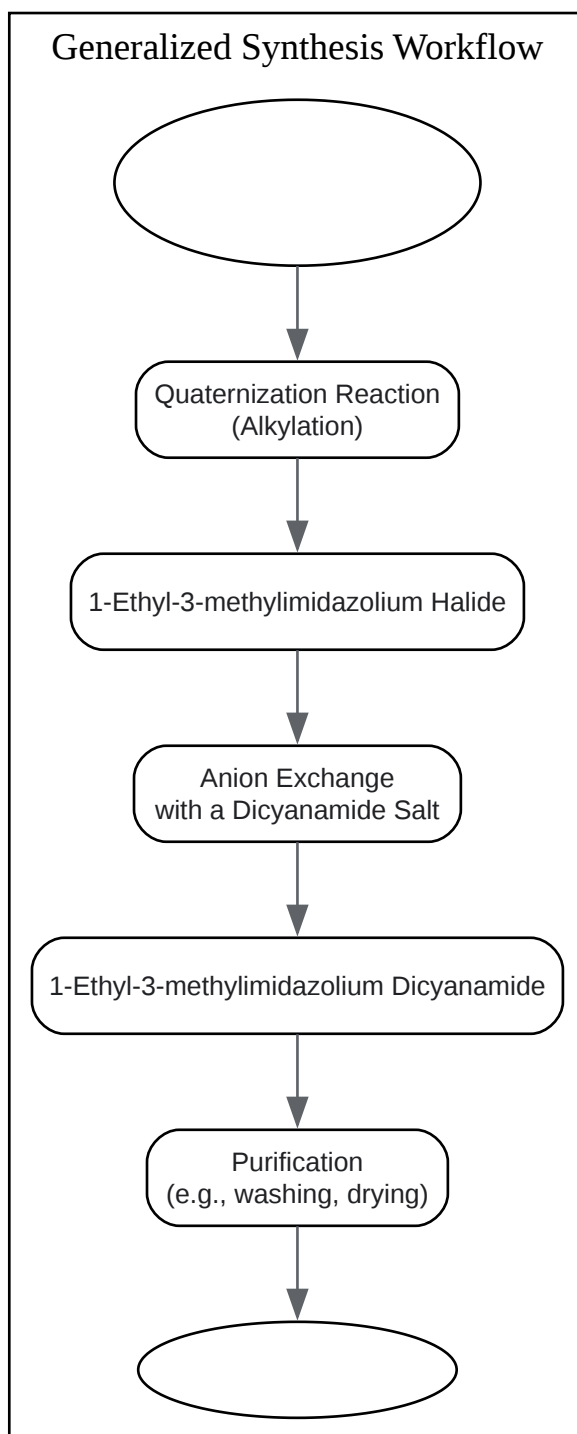 Generalized Synthesis Workflow
Quaternization Reaction
(Alkylation)
1-Ethyl-3-methylimidazolium Halide
Anion Exchange
with a Dicyanamide Salt
1-Ethyl-3-methylimidazolium Dicyanamide
Purification
(e.g., washing, drying)